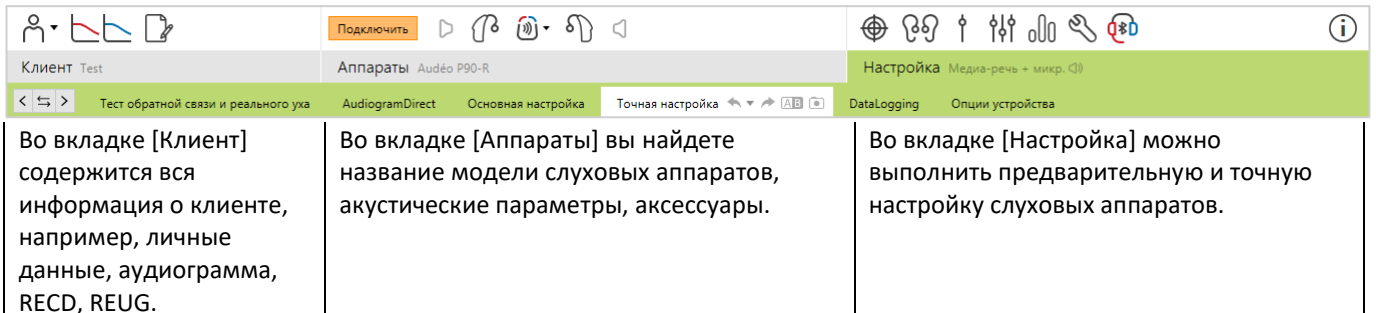 Подключить
Клиент Test
Аппараты Audéo P90-R
Настройка Медиа-речь + микр.
Тест обратной связи и реального уха
AudiogramDirect
Основная настройка
Точная настройка
AB
DataLogging
Опции устройства
Во вкладке [Клиент]
содержится вся
информация о клиенте,
например, личные
данные, аудиограмма,
RECD, REUG.
Во вкладке [Аппараты] вы найдете
название модели слуховых аппаратов,
акустические параметры, аксессуары.
Во вкладке [Настройка] можно
выполнить предварительную и точную
настройку слуховых аппаратов.